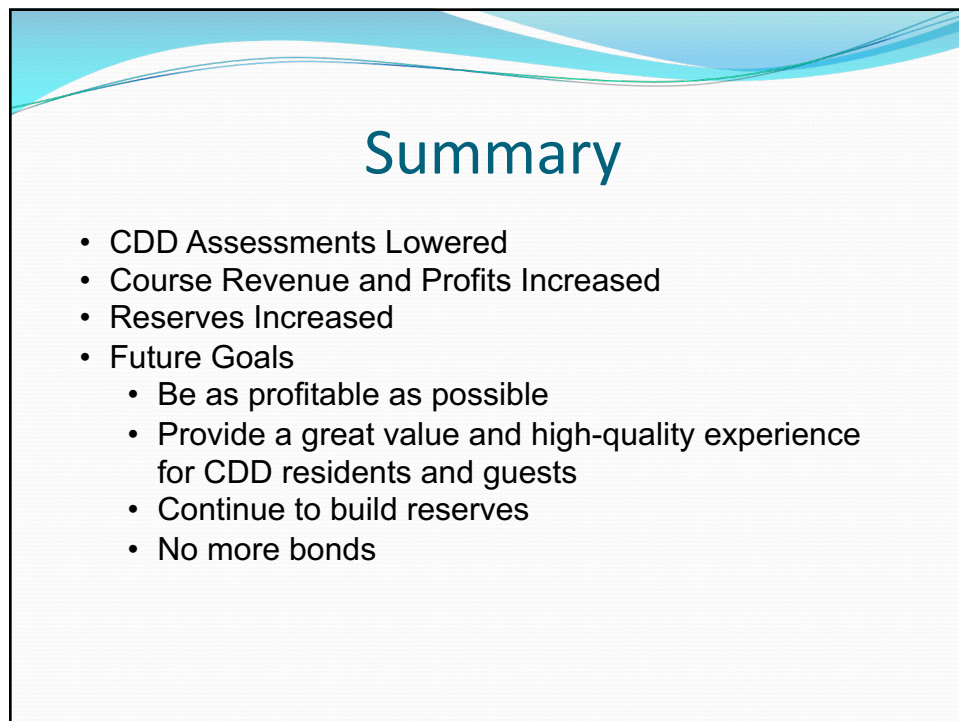 Summary
• CDD Assessments Lowered
• Course Revenue and Profits Increased
• Reserves Increased
• Future Goals
• Be as profitable as possible
• Provide a great value and high-quality experience
for CDD residents and guests
• Continue to build reserves
• No more bonds